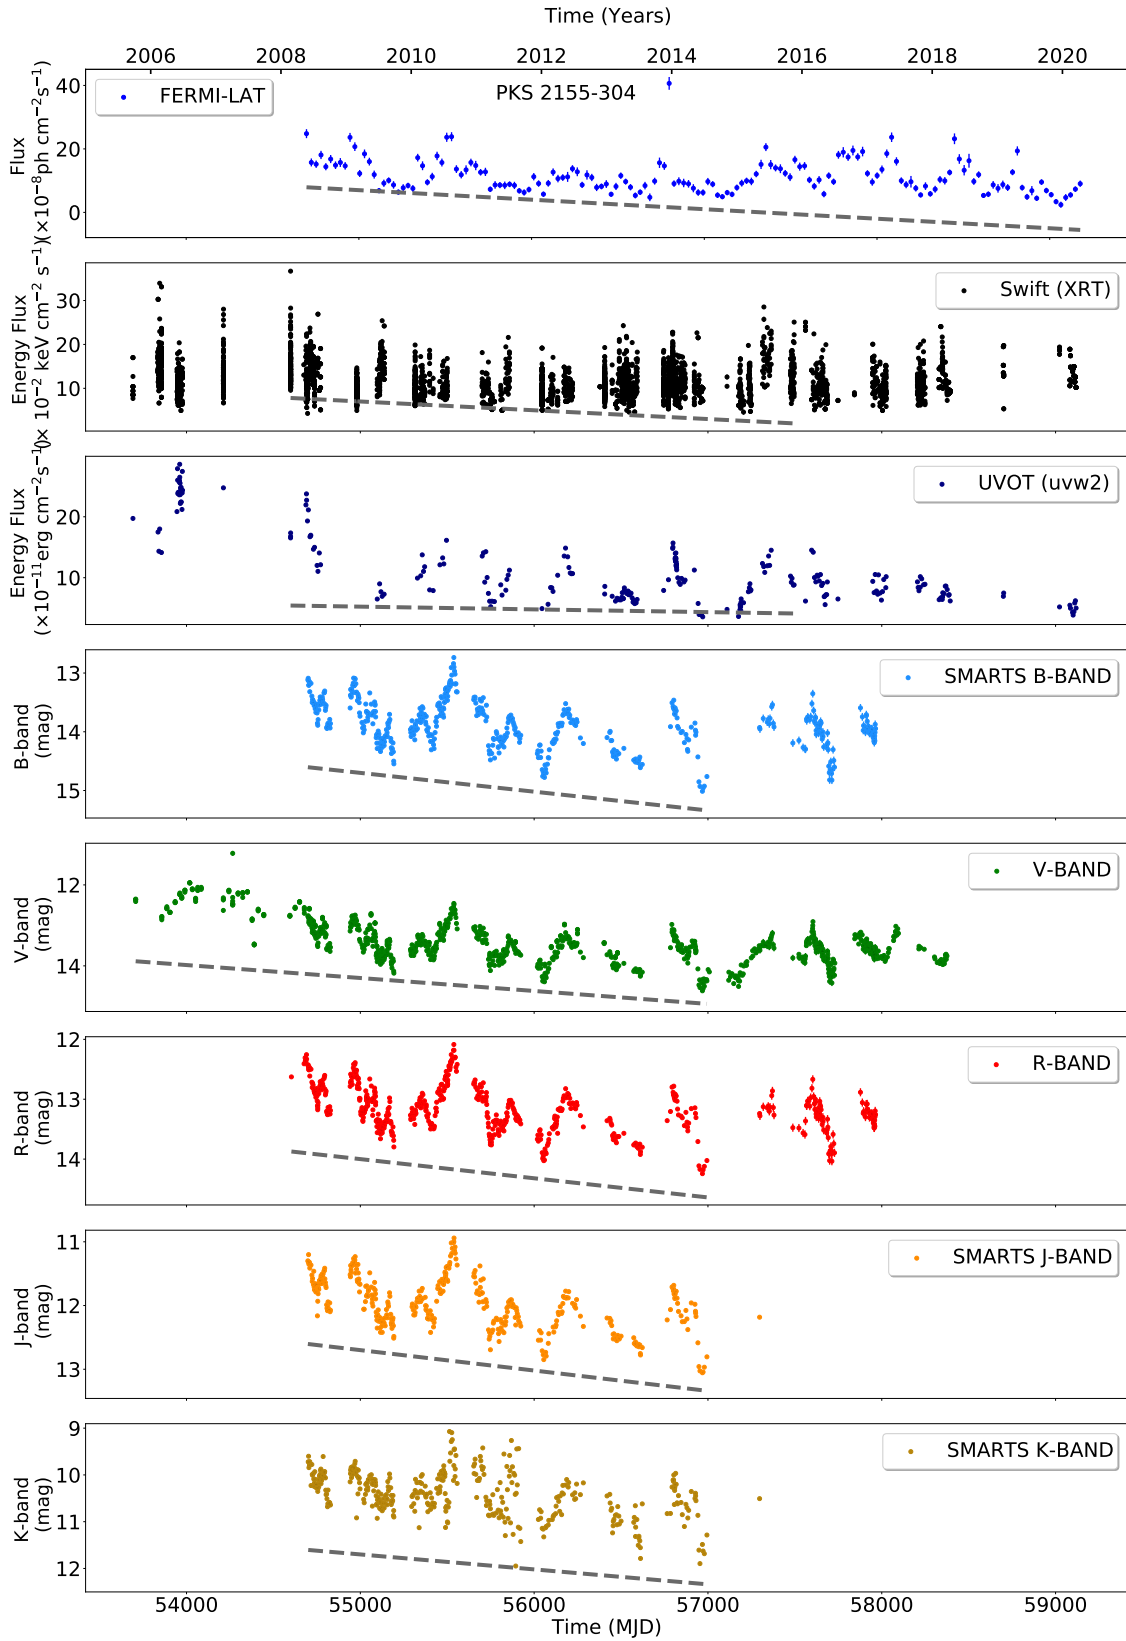 Time (Years)
2006 2008 2010 2012 2014 2016 2018 2020
Flux
(×10−8ph cm−2s−1)
40
20
0
FERMI-LAT
PKS 2155-304
Energy Flux
(× 10−2 keV cm−2 s−1)
30
20
10
Swift (XRT)
Energy Flux
(×10−11erg cm−2s−1)
20
10
UVOT (uvw2)
B-band
(mag)
13
14
15
SMARTS B-BAND
V-band
(mag)
12
14
V-BAND
R-band
(mag)
12
13
14
R-BAND
J-band
(mag)
11
12
13
SMARTS J-BAND
K-band
(mag)
9
10
11
12
SMARTS K-BAND
54000 55000 56000 57000 58000 59000
Time (MJD)